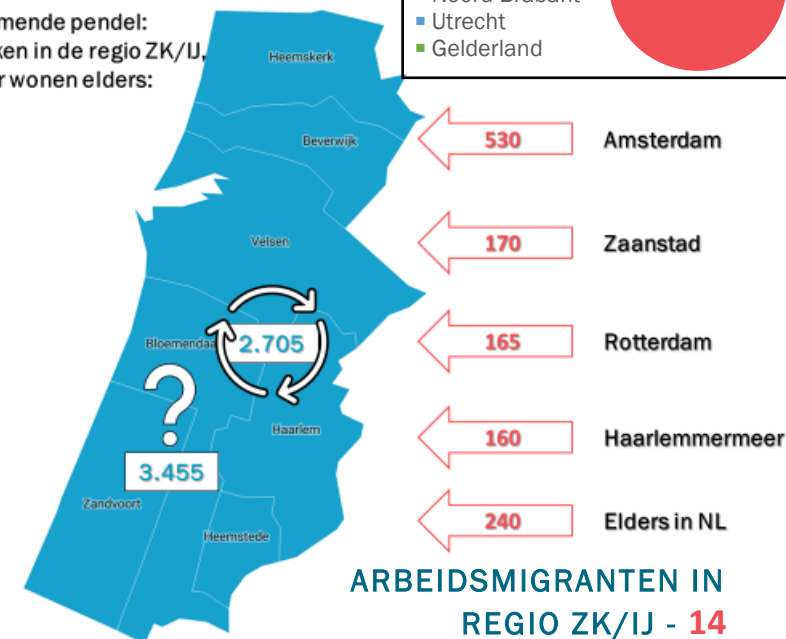 Utrecht
Gelderland
mende pendel:
en in de regio ZK/IJ,
wonen elders:
Heemskerk
Beverwijk
530
Amsterdam
Velsen
170
Zaanstad
Bloemendaa
2.705
165
Rotterdam
?
Haarlem
160
Haarlemmermeer
3.455
Zandvoort
Heemstede
240
Elders in NL
ARBEIDSMIGRANTEN IN
REGIO ZK/IJ - 14